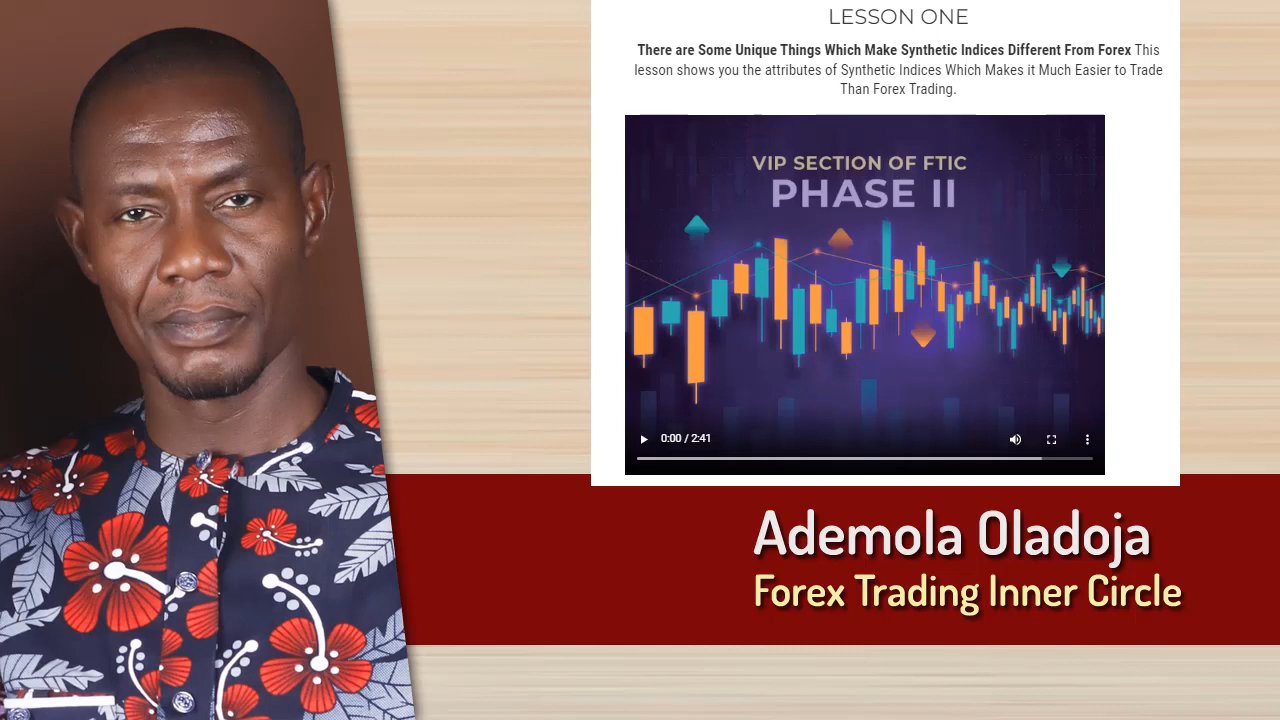 LESSON ONE
There are Some Unique Things Which Make Synthetic Indices Different From Forex This
lesson shows you the attributes of Synthetic Indices Which Makes it Much Easier to Trade
Than Forex Trading.
VIP SECTION OF FTIC
PHASE II
0:00 / 2:41
Ademola Oladoja
Forex Trading Inner Circle